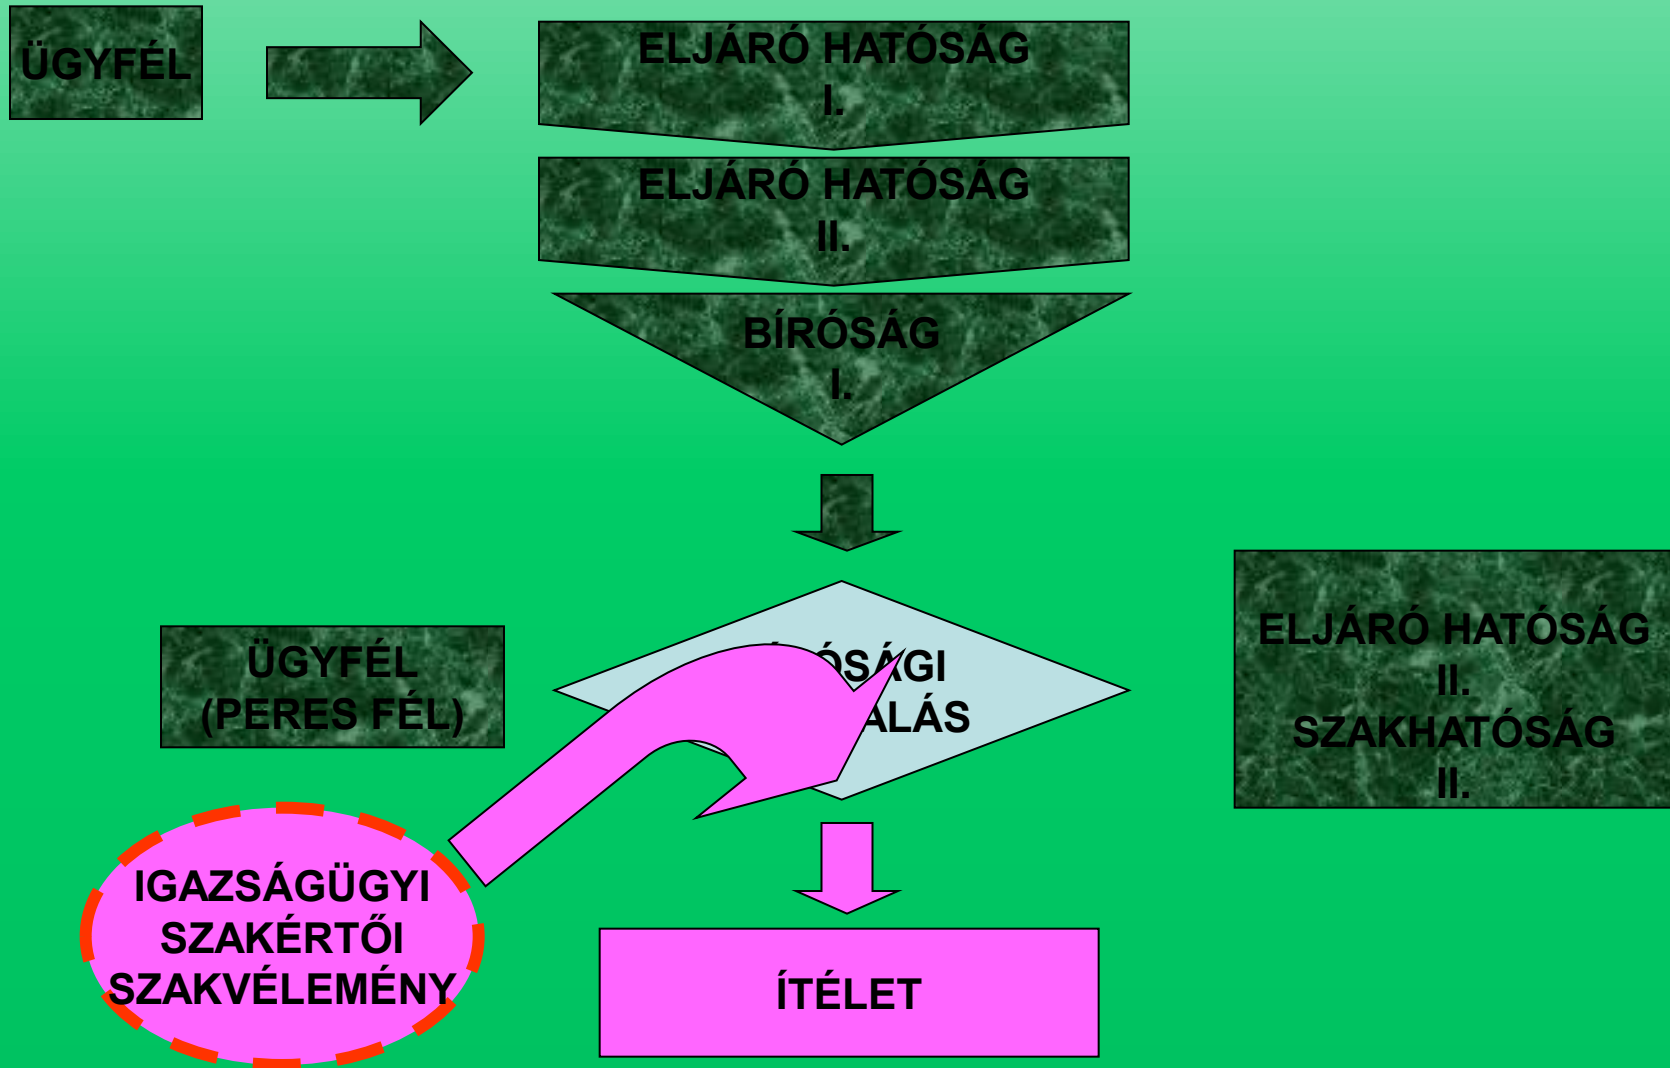 ÜGYFÉL
ELJÁRÓ HATÓSÁG
I.
ELJÁRÓ HATÓSÁG
II.
BÍRÓSÁG
I.
ÜGYFÉL
(PERES FÉL)
ELJÁRÓ HATÓSÁG
II.
SZAKHATÓSÁG
II.
IGAZSÁGÜGYI
SZAKÉRTŐI
SZAKVÉLEMÉNY
ÍTÉLET